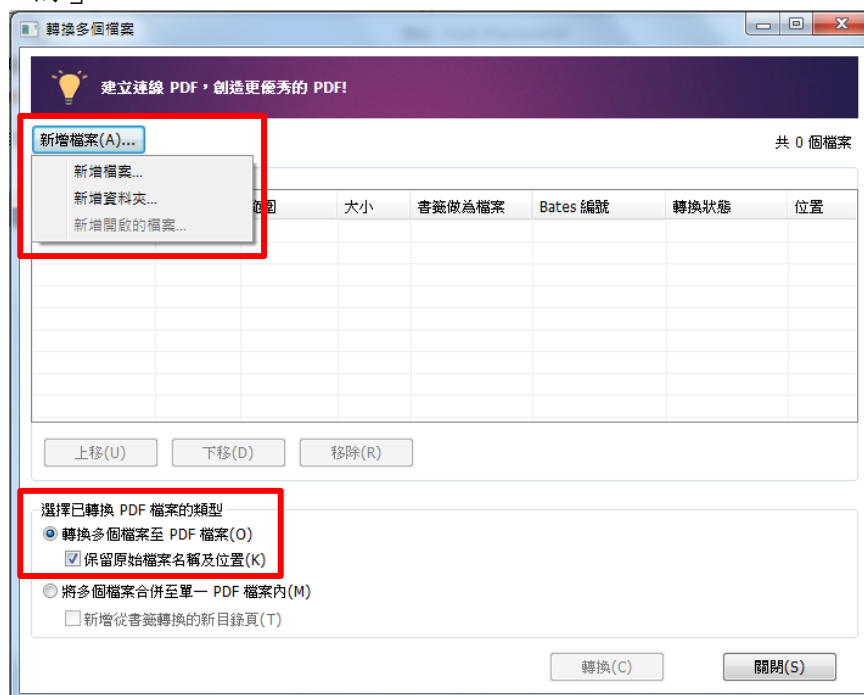 轉換多個檔案
建立連線 PDF，創造更優秀的 PDF!
新增檔案(A)...
共 0 個檔案
新增檔案...
新增資料夾...
新增開啟的檔案...
大小 書籤做為檔案 Bates 編號 轉換狀態 位置
上移(U) 下移(D) 移除(R)
選擇已轉換 PDF 檔案的類型
轉換多個檔案至 PDF 檔案(O)
保留原始檔案名稱及位置(K)
將多個檔案合併至單一 PDF 檔案內(M)
新增從書籤轉換的新目錄頁(T)
轉換(C) 關閉(S)